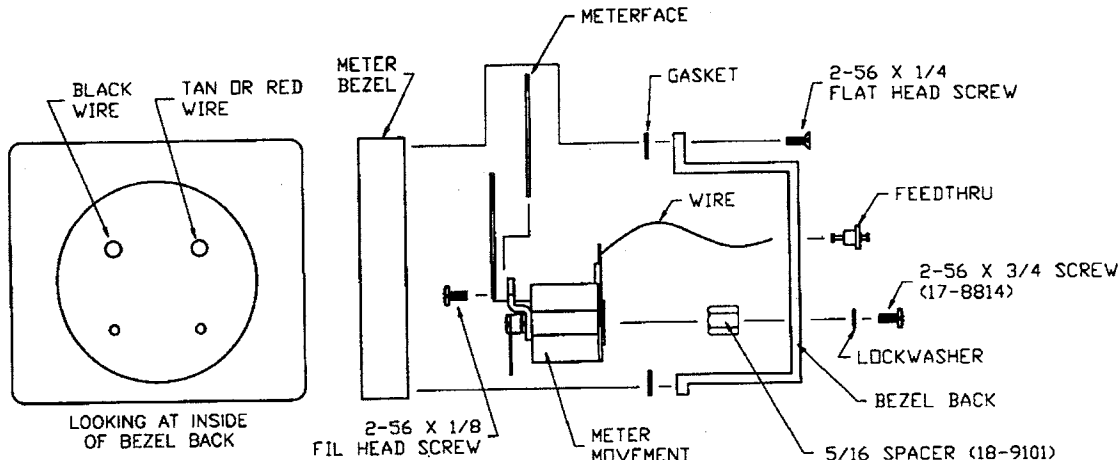 METERFACE
METER
BEZEL
GASKET
2-56 X 1/4
FLAT HEAD SCREW
BLACK
WIRE
TAN OR RED
WIRE
WIRE
FEEDTHRU
2-56 X 3/4 SCREW
(17-8814)
LOCKWASHER
BEZEL BACK
LOOKING AT INSIDE
OF BEZEL BACK
2-56 X 1/8
FIL HEAD SCREW
METER
MOVEMENT
5/16 SPACER (18-9101)